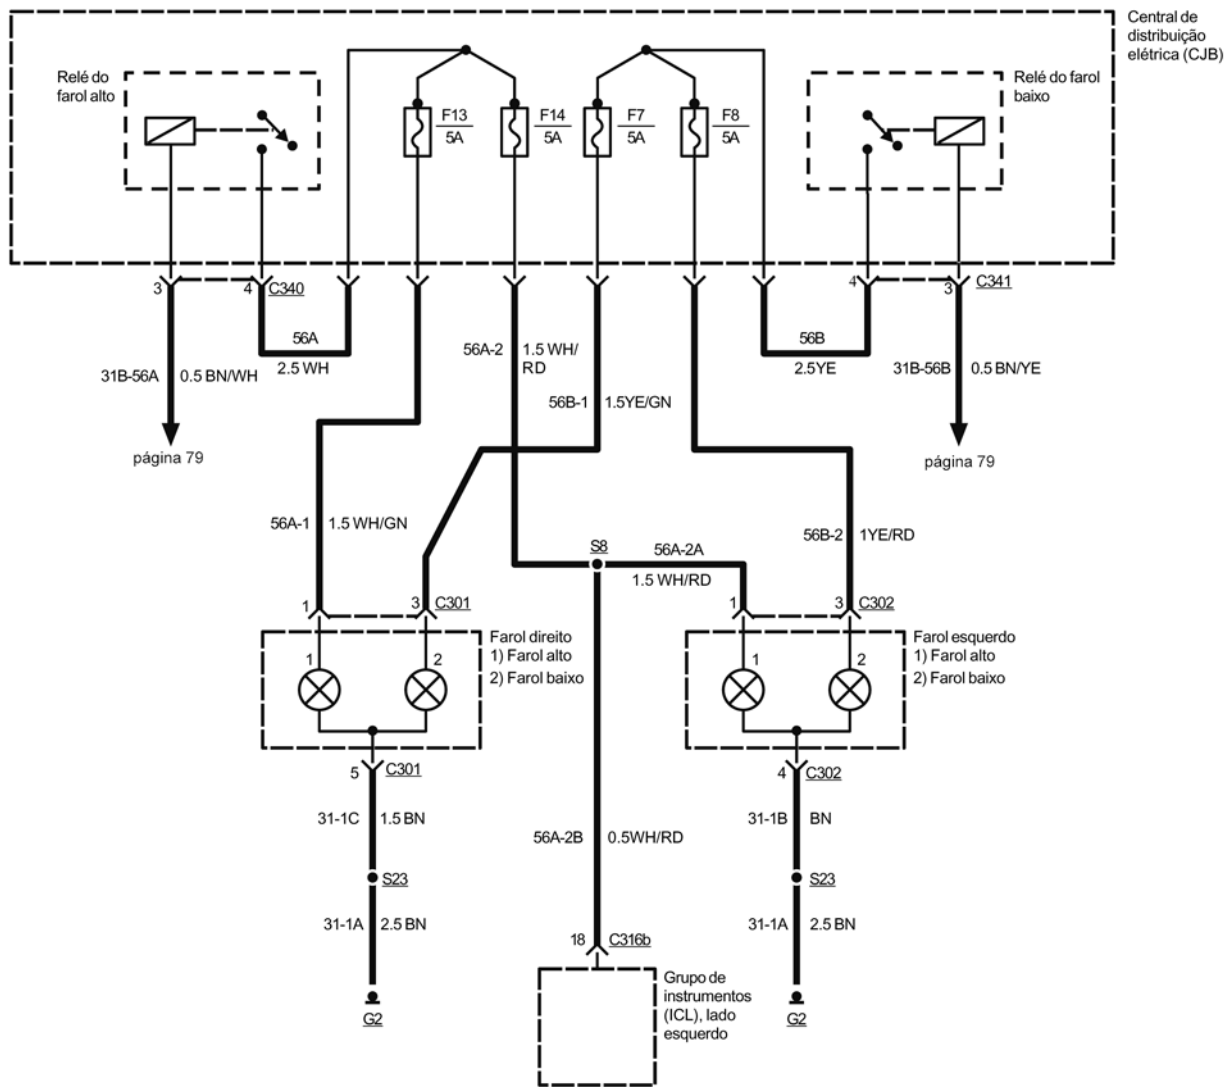 Central de
distribuição
elétrica (CJB)
Relé do
farol alto
Relé do farol
baixo
F13
5A
F14
5A
F7
5A
F8
5A
3
4
C340
4
3
C341
56A
2.5 WH
56A-2
1.5 WH/
RD
56B
2.5YE
31B-56A
0.5 BN/WH
56B-1
1.5YE/GN
31B-56B
0.5 BN/YE
página 79
página 79
56A-1
1.5 WH/GN
S8
56A-2A
1.5 WH/RD
56B-2
1YE/RD
1
3
C301
1
3
C302
Farol direito
1) Farol alto
2) Farol baixo
1
2
Farol esquerdo
1) Farol alto
2) Farol baixo
1
2
5
C301
4
C302
31-1C
1.5 BN
56A-2B
0.5WH/RD
31-1B
BN
S23
S23
31-1A
2.5 BN
31-1A
2.5 BN
18
C316b
G2
G2
Grupo de
instrumentos
(ICL), lado
esquerdo